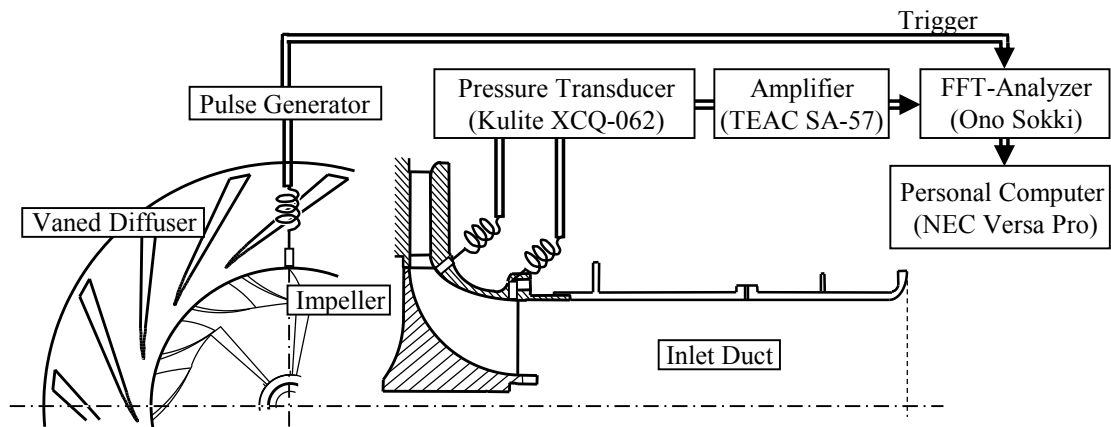 Trigger
Pulse Generator
Pressure Transducer
(Kulite XCQ-062)
Amplifier
(TEAC SA-57)
FFT-Analyzer
(Ono Sokki)
Personal Computer
(NEC Versa Pro)
Vaned Diffuser
Impeller
Inlet Duct